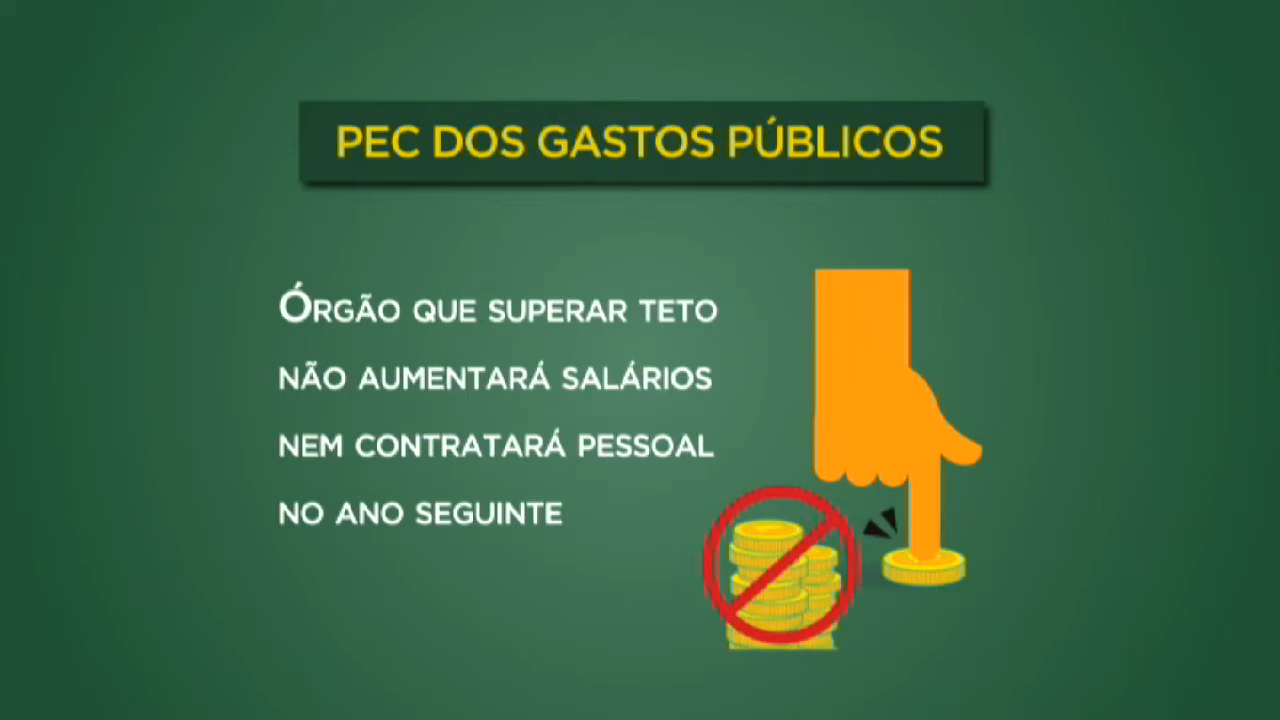 PEC DOS GASTOS PÚBLICOS
ÓRGÃO QUE SUPERAR TETO
NÃO AUMENTARÁ SALÁRIOS
NEM CONTRATARÁ PESSOAL
NO ANO SEGUINTE